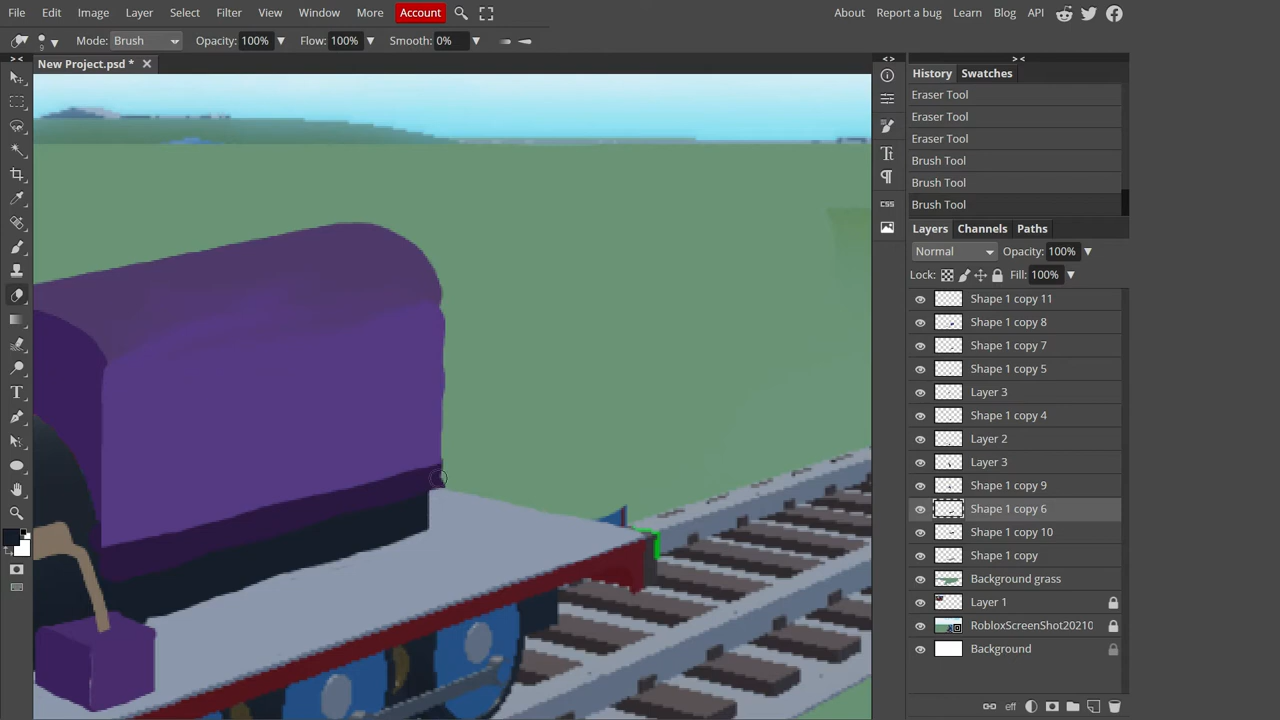 File Edit Image Layer Select Filter View Window More Account About Report a bug Learn Blog API
9 Mode: Brush Opacity: 100% Flow: 100% Smooth: 0%
New Project.psd *
History Swatches
Eraser Tool
Eraser Tool
Eraser Tool
Brush Tool
Brush Tool
Brush Tool
Layers Channels Paths
Normal Opacity: 100%
Lock: Fill: 100%
Shape 1 copy 11
Shape 1 copy 8
Shape 1 copy 7
Shape 1 copy 5
Layer 3
Shape 1 copy 4
Layer 2
Layer 3
Shape 1 copy 9
Shape 1 copy 6
Shape 1 copy 10
Shape 1 copy
Background grass
Layer 1
RobloxScreenShot20210
Background
CSS